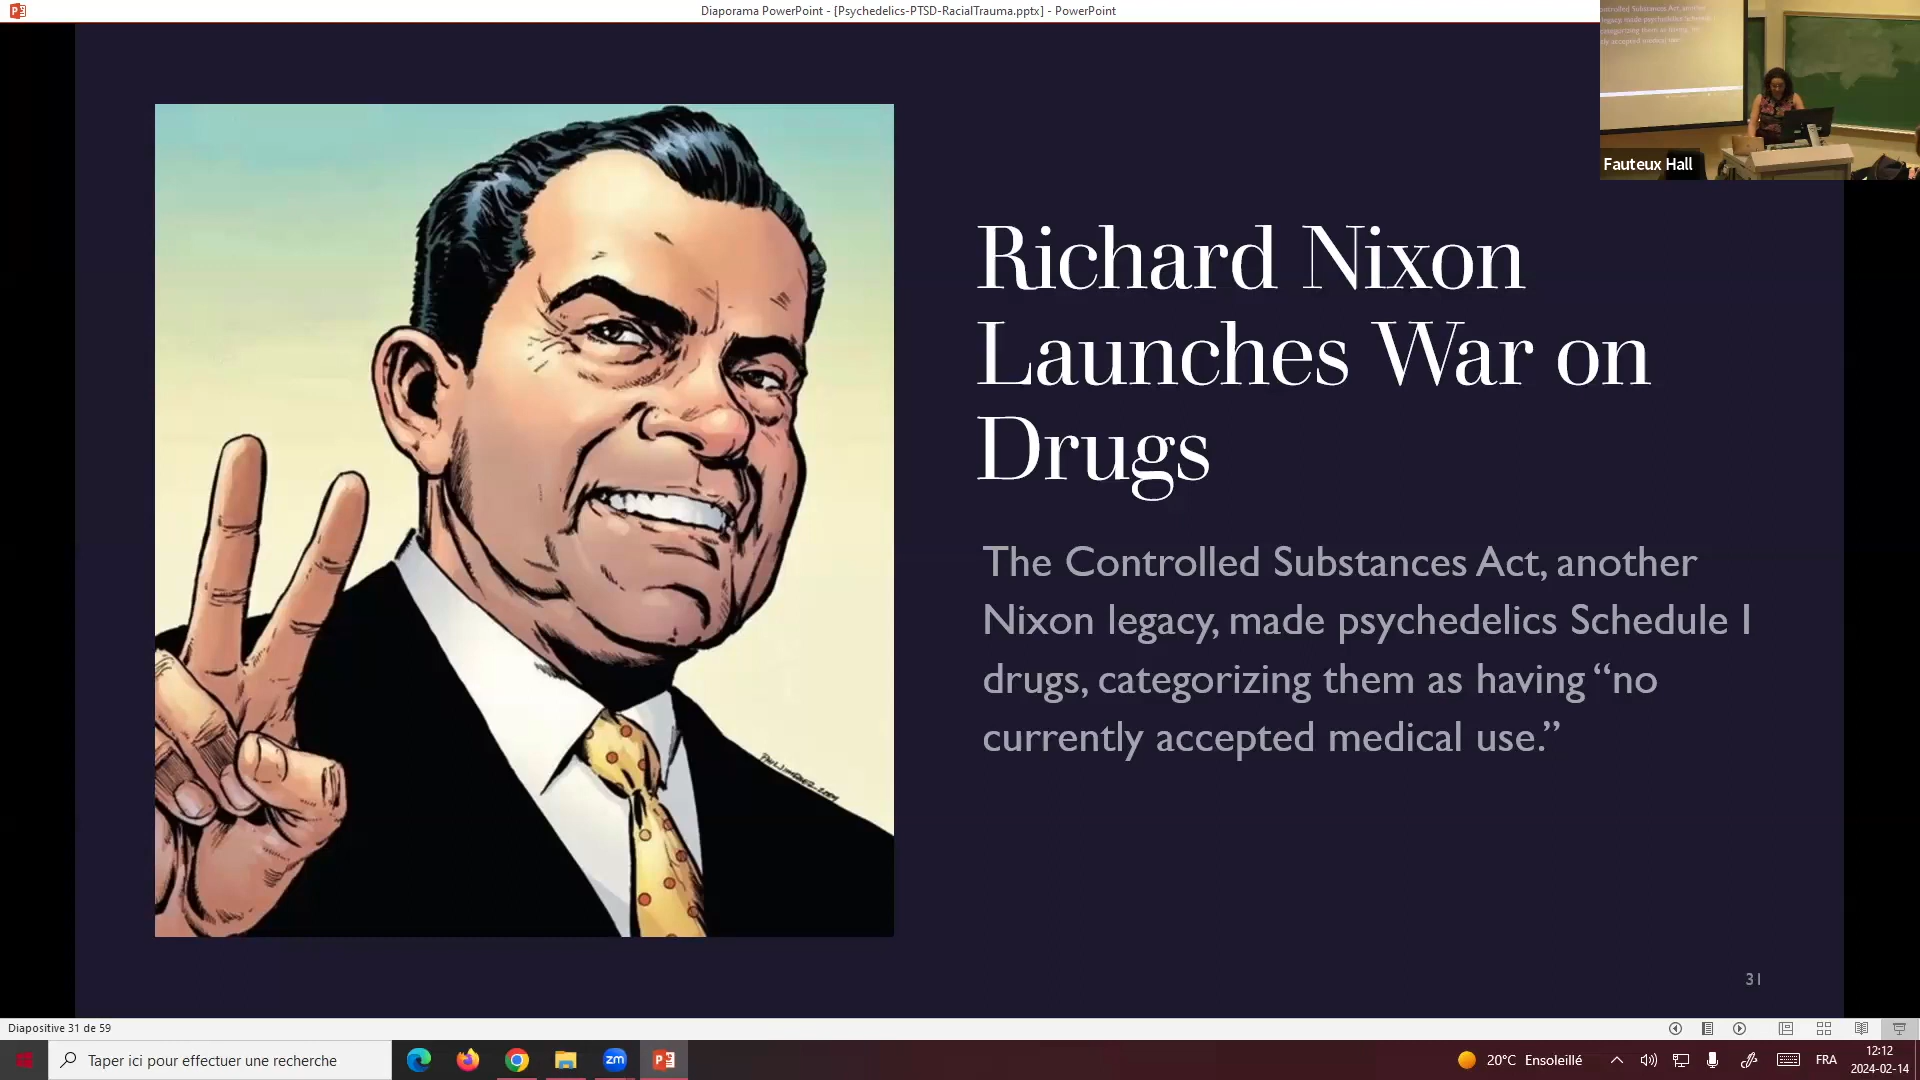 Diaporama PowerPoint - [Psychedelics-PTSD-RacialTrauma.pptx] - PowerPoint
Fauteux Hall
Richard Nixon
Launches War on
Drugs
The Controlled Substances Act, another
Nixon legacy, made psychedelics Schedule I
drugs, categorizing them as having “no
currently accepted medical use.”
31
Diapositive 31 de 59
Taper ici pour effectuer une recherche
zm
20°C Ensoleillé
FRA
12:12
2024-02-14